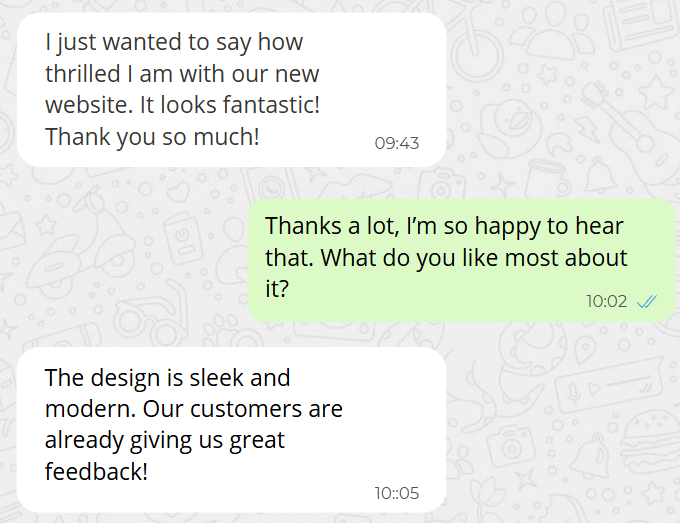 I just wanted to say how
thrilled I am with our new
website. It looks fantastic!
Thank you so much!
09:43
Thanks a lot, I’m so happy to hear
that. What do you like most about
it?
10:02
The design is sleek and
modern. Our customers are
already giving us great
feedback!
10::05